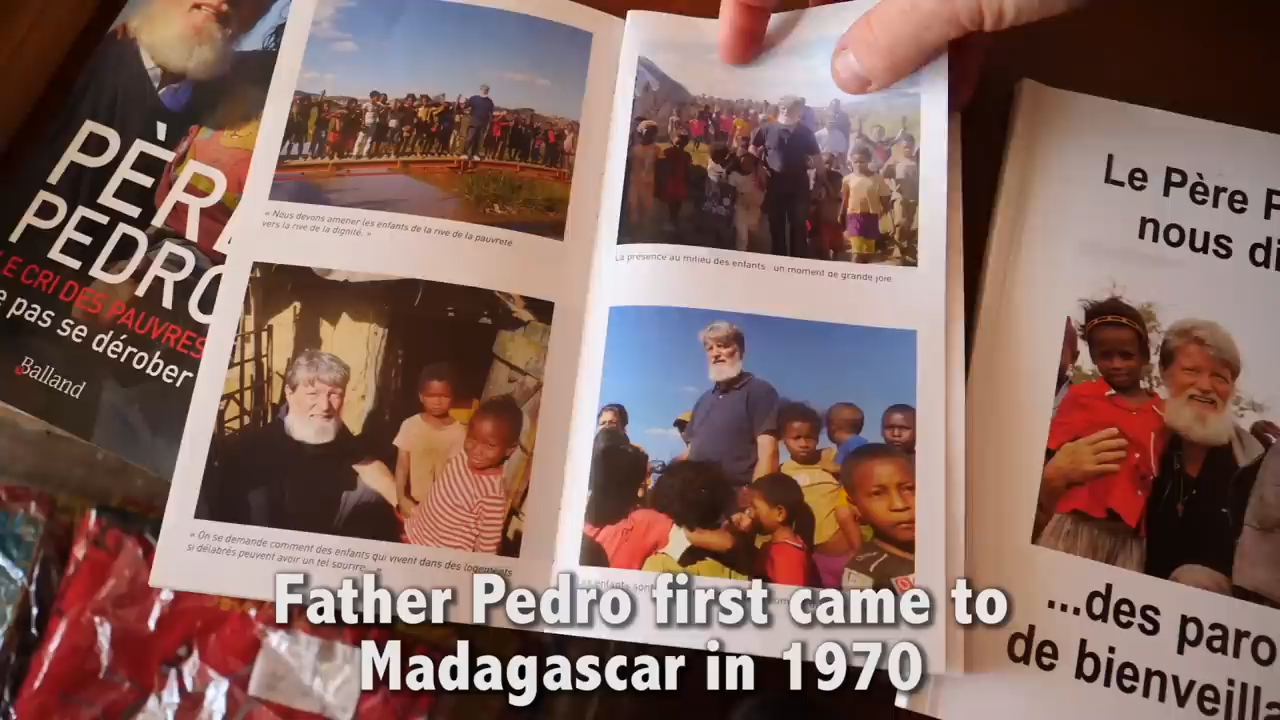 PÈR
PEDRO
LE CRI DES PAUVRES
pas se dérober
Balland
« Nous devons amener les enfants de la rive de la pauvreté
vers la rive de la dignité. »
« On se demande comment des enfants qui vivent dans des logements
si délabrés peuvent avoir un tel sourire
La présence au milieu des enfants : un moment de grande joie.
enfants sont
Le Père P
nous di
...des paro
de bienveilla
Father Pedro first came to
Madagascar in 1970